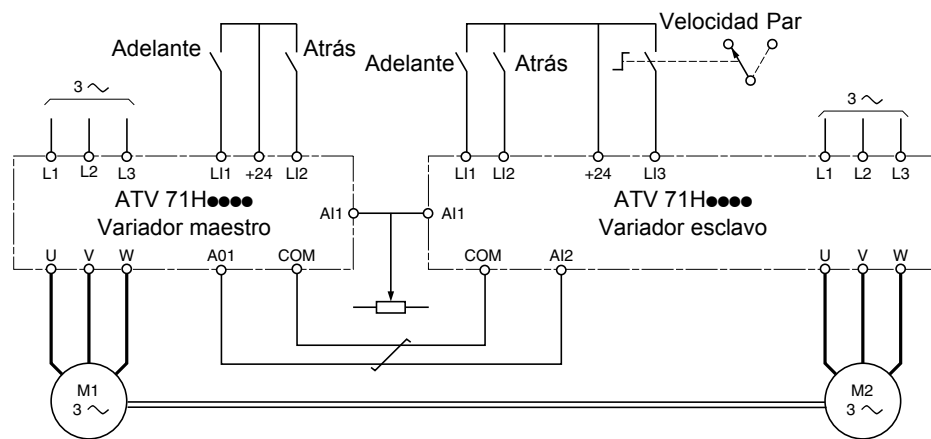 Velocidad Par
Adelante Atrás Adelante Atrás
3 ~ 3 ~
L1 L2 L3 LI1 +24 LI2 LI1 LI2 +24 LI3 L1 L2 L3
ATV 71H●●●● ATV 71H●●●●
Variador maestro AI1 AI1 Variador esclavo
U V W A01 COM COM AI2 U V W
M1 M2
3 ~ 3 ~